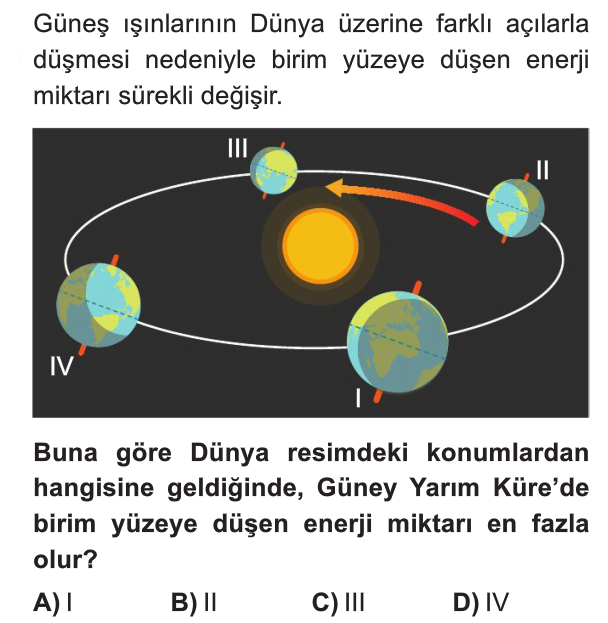 Güneş ışınlarının Dünya üzerine farklı açılarla
düşmesi nedeniyle birim yüzeye düşen enerji
miktarı sürekli değişir.
III
II
IV
I
Buna göre Dünya resimdeki konumlardan
hangisine geldiğinde, Güney Yarım Küre’de
birim yüzeye düşen enerji miktarı en fazla
olur?
A) I B) II C) III D) IV